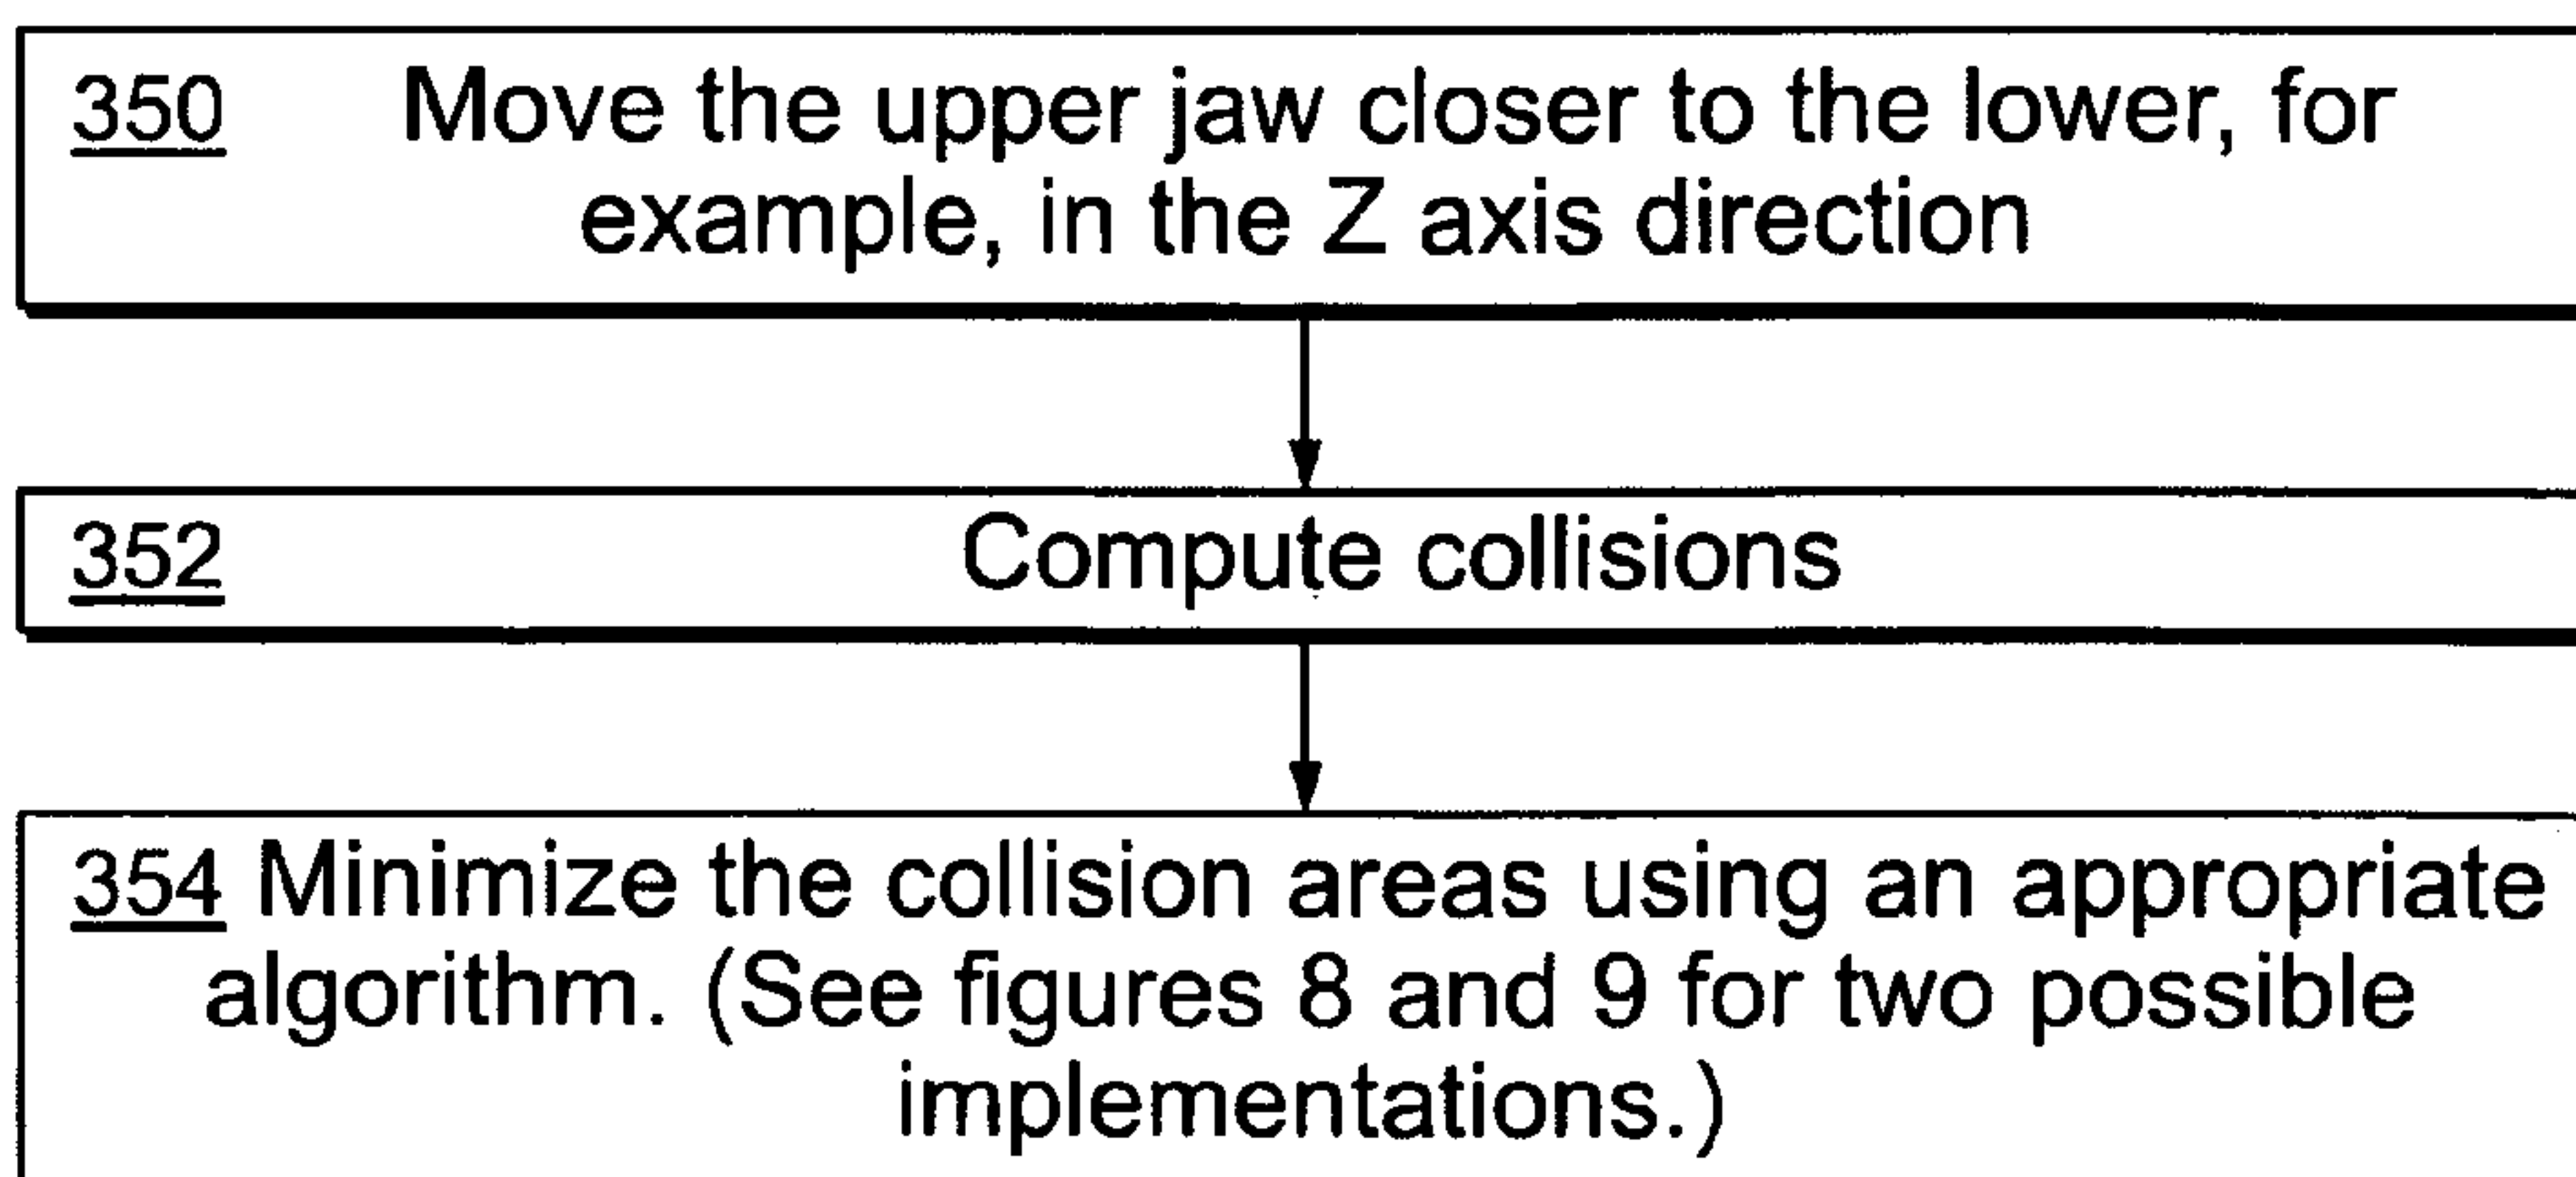 350 Move the upper jaw closer to the lower, for
example, in the Z axis direction
352 Compute collisions
354 Minimize the collision areas using an appropriate
algorithm. (See figures 8 and 9 for two possible
implementations.)